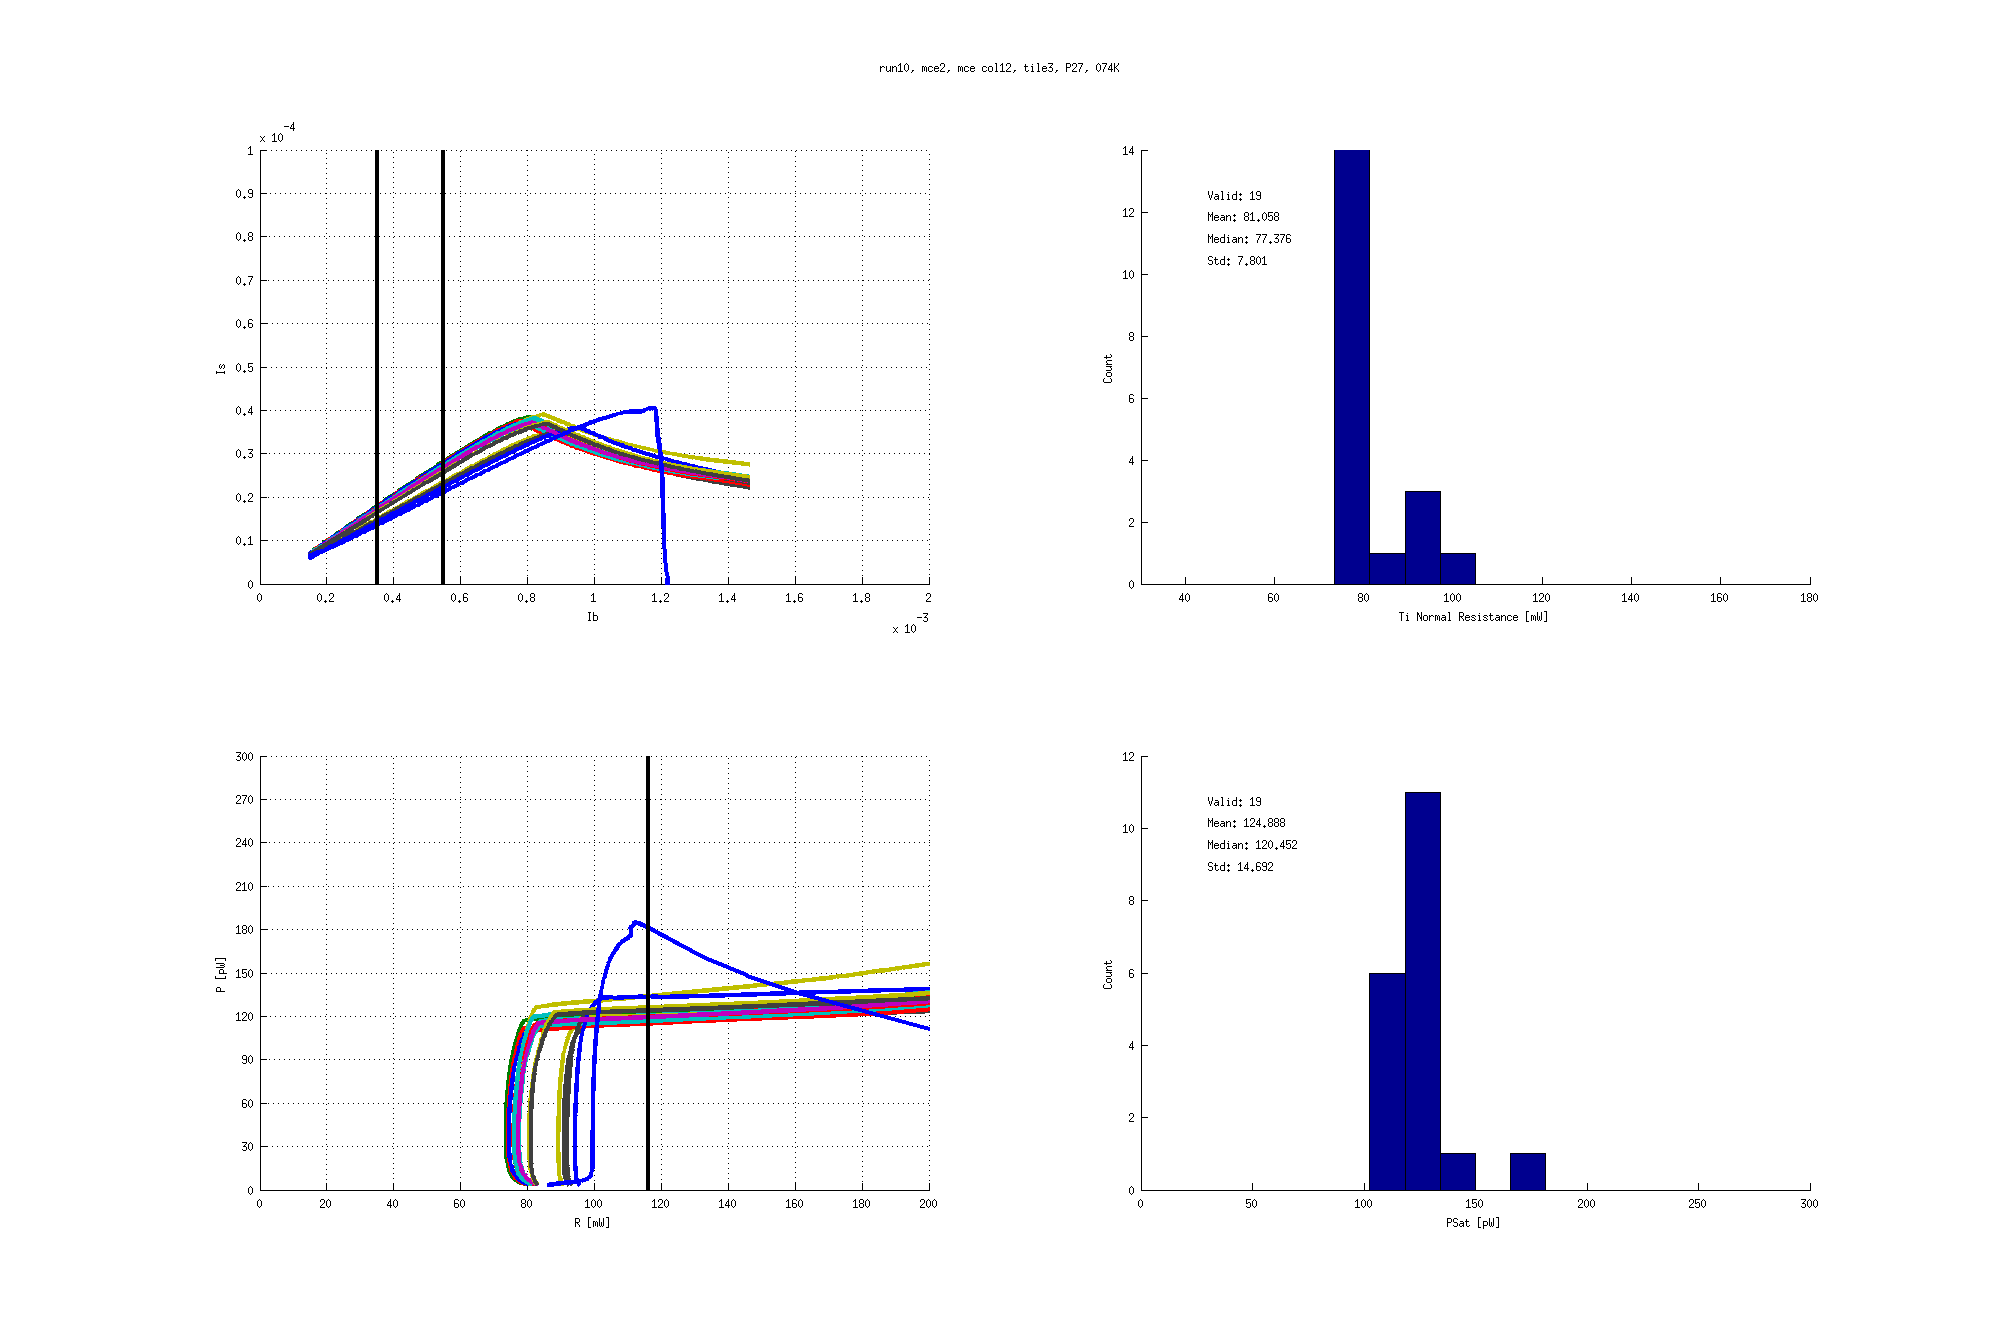 run10, mce2, mce col12, tile3, P27, 074K
x 10^-4
1
0.9
0.8
0.7
0.6
0.5
0.4
0.3
0.2
0.1
0
Is
0 0.2 0.4 0.6 0.8 1 1.2 1.4 1.6 1.8 2
Ib
x 10^-3
14
12
10
8
6
4
2
0
Count
Valid: 19
Mean: 81.058
Median: 77.376
Std: 7.801
40 60 80 100 120 140 160 180
Ti Normal Resistance [mW]
300
270
240
210
180
150
120
90
60
30
0
P [pW]
0 20 40 60 80 100 120 140 160 180 200
R [mW]
12
10
8
6
4
2
0
Count
Valid: 19
Mean: 124.888
Median: 120.452
Std: 14.692
0 50 100 150 200 250 300
PSat [pW]